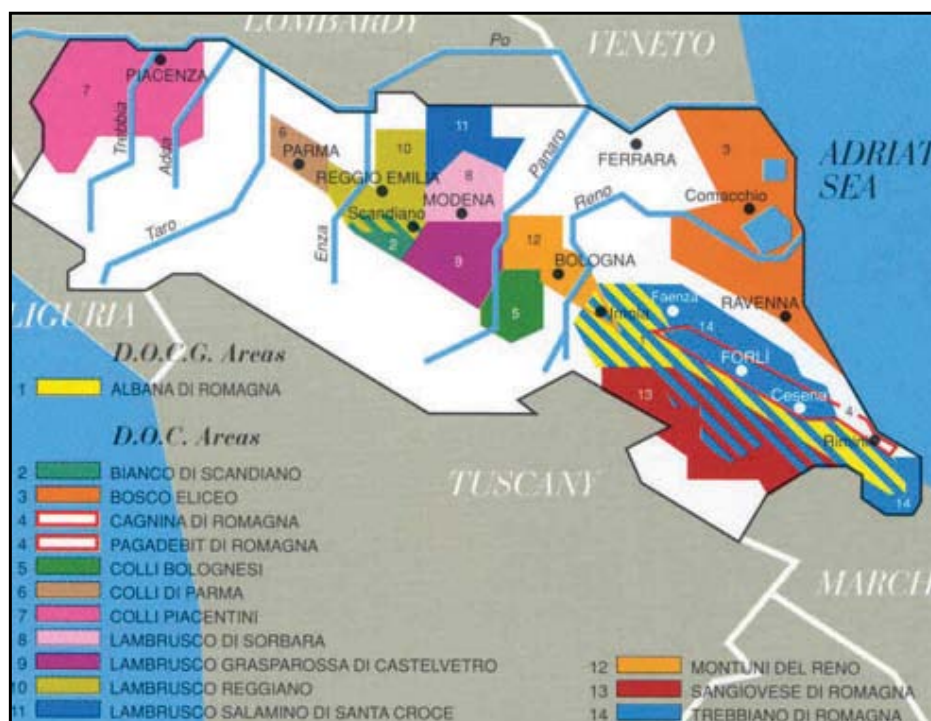 LOMBARDY
VENETO
Po
7
PIACENZA
Trebbia
Adda
11
Panaro
6
PARMA
10
REGGIO EMILIA
8
MODENA
FERRARA
3
ADRIAT
SEA
Comacchio
Reno
Scandiano
2
Taro
Enza
9
12
BOLOGNA
5
Imola
Faenza
RAVENNA
14
1
FORLÌ
LIGURIA
13
Cesena
4
Rimini
14
TUSCANY
MARCH
D.O.C.G. Areas
1 ALBANA DI ROMAGNA
D.O.C. Areas
2 BIANCO DI SCANDIANO
3 BOSCO ELICEO
4 CAGNINA DI ROMAGNA
4 PAGADEBIT DI ROMAGNA
5 COLLI BOLOGNESI
6 COLLI DI PARMA
7 COLLI PIACENTINI
8 LAMBRUSCO DI SORBARA
9 LAMBRUSCO GRASPAROSSA DI CASTELVETRO
10 LAMBRUSCO REGGIANO
11 LAMBRUSCO SALAMINO DI SANTA CROCE
12 MONTUNI DEL RENO
13 SANGIOVESE DI ROMAGNA
14 TREBBIANO DI ROMAGNA